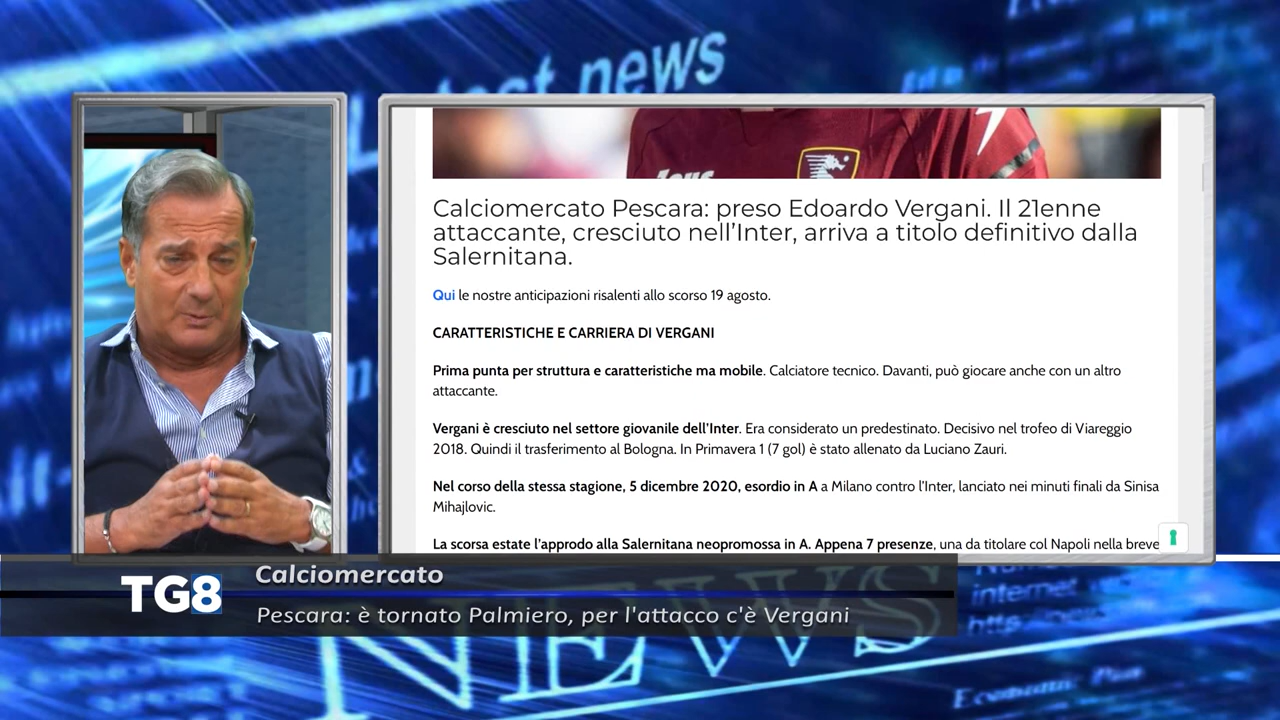 test news
Zeus
Calciomercato Pescara: preso Edoardo Vergani. Il 21enne
attaccante, cresciuto nell'Inter, arriva a titolo definitivo dalla
Salernitana.
Qui le nostre anticipazioni risalenti allo scorso 19 agosto.
CARATTERISTICHE E CARRIERA DI VERGANI
Prima punta per struttura e caratteristiche ma mobile. Calciatore tecnico. Davanti, può giocare anche con un altro
attaccante.
Vergani è cresciuto nel settore giovanile dell'Inter. Era considerato un predestinato. Decisivo nel trofeo di Viareggio
2018. Quindi il trasferimento al Bologna. In Primavera 1 (7 gol) è stato allenato da Luciano Zauri.
Nel corso della stessa stagione, 5 dicembre 2020, esordio in A a Milano contro l'Inter, lanciato nei minuti finali da Sinisa
Mihajlovic.
La scorsa estate l'approdo alla Salernitana neopromossa in A. Appena 7 presenze, una da titolare col Napoli nella breve
TG8
Calciomercato
Pescara: è tornato Palmiero, per l'attacco c'è Vergani
NEWS
internet
http